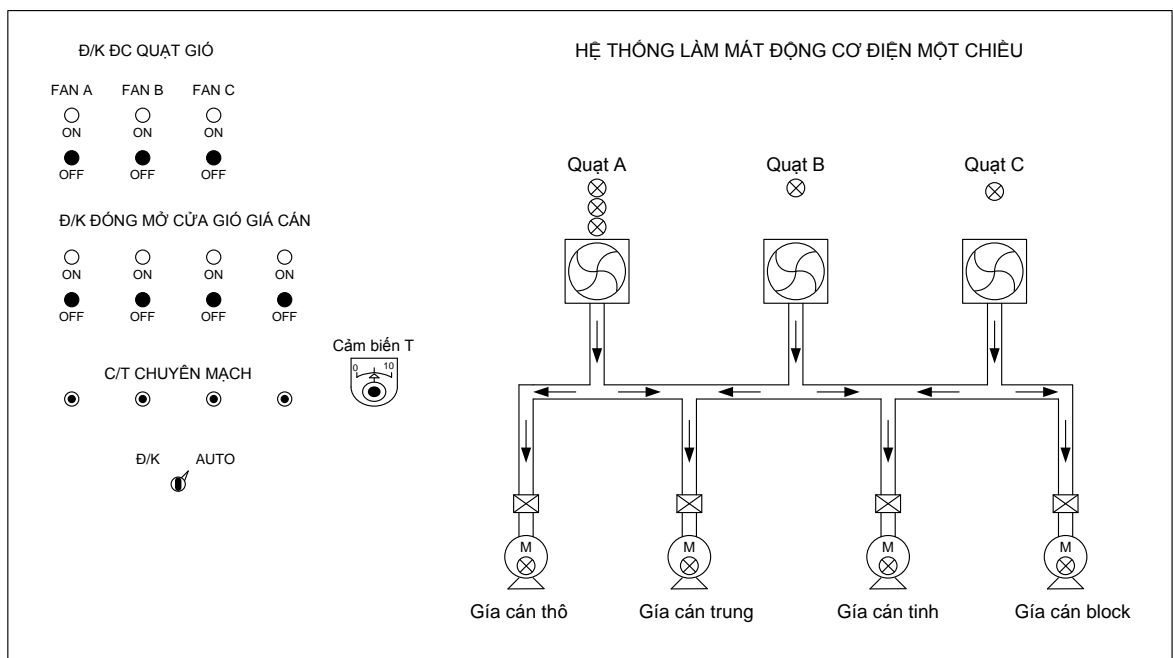 Đ/K ĐC QUẠT GIÓ
HỆ THỐNG LÀM MÁT ĐỘNG CƠ ĐIỆN MỘT CHIỀU
FAN A FAN B FAN C
ON ON ON
OFF OFF OFF
Quạt A Quạt B Quạt C
Đ/K ĐÓNG MỞ CỬA GIÓ GIÁ CÁN
ON ON ON ON
OFF OFF OFF OFF
Cảm biến T
0 10
C/T CHUYÊN MẠCH
Đ/K AUTO
M M M M
Gía cán thô Gía cán trung Gía cán tinh Gía cán block